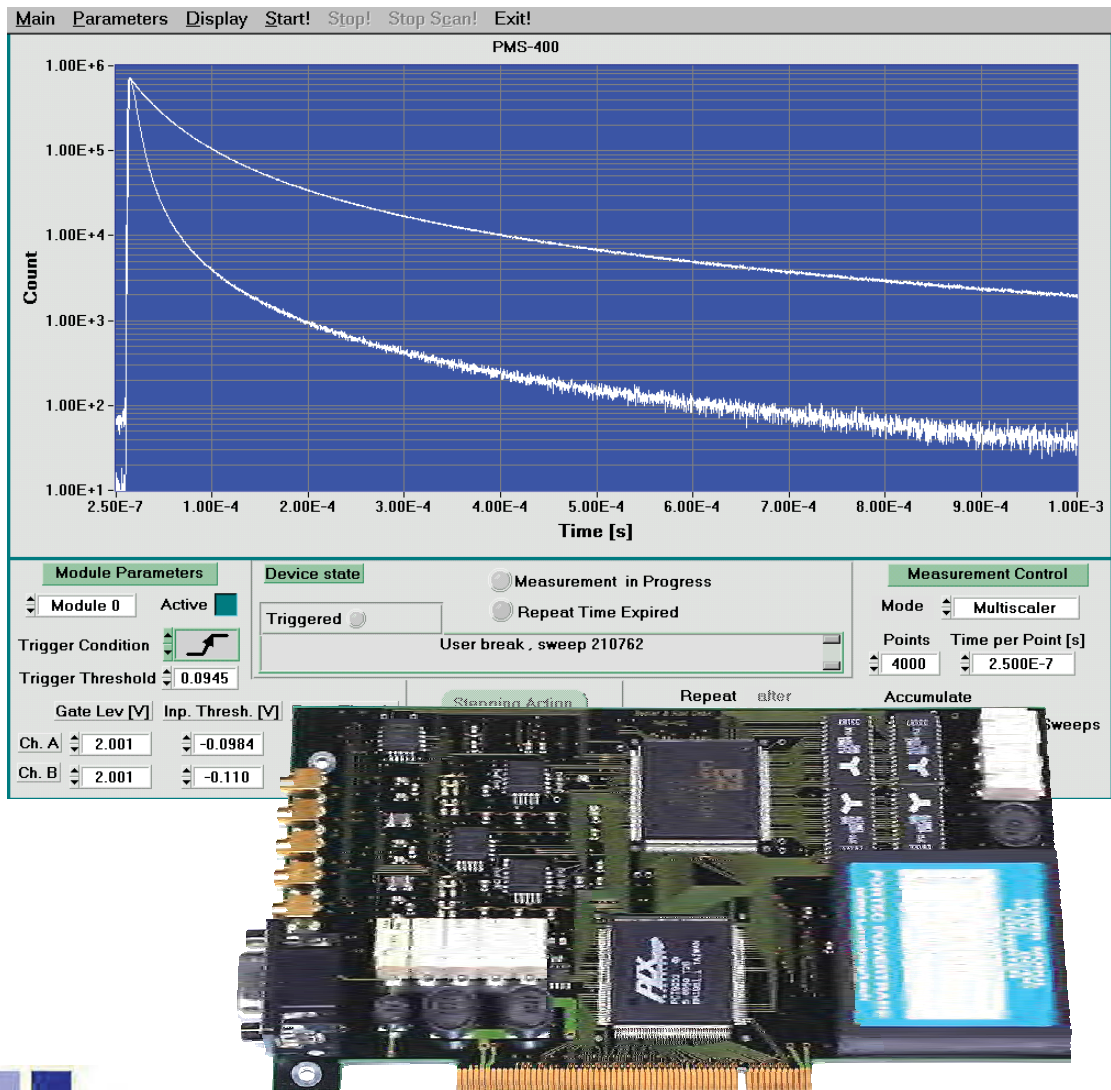 Main Parameters Display Start! Stop! Stop Scan! Exit!
PMS-400
1.00E+6
1.00E+5
1.00E+4
1.00E+3
1.00E+2
1.00E+1
Count
2.50E-7 1.00E-4 2.00E-4 3.00E-4 4.00E-4 5.00E-4 6.00E-4 7.00E-4 8.00E-4 9.00E-4 1.00E-3
Time [s]
Module Parameters
Module 0 Active
Trigger Condition
Trigger Threshold 0.0945
Gate Lev [V] Inp. Thresh. [V]
Ch. A 2.001 -0.0984
Ch. B 2.001 -0.110
Device state
Measurement in Progress
Triggered
Repeat Time Expired
User break , sweep 210762
Stepping Action
Repeat after
Measurement Control
Mode Multiscaler
Points Time per Point [s]
4000 2.500E-7
Accumulate
Sweeps
PLX